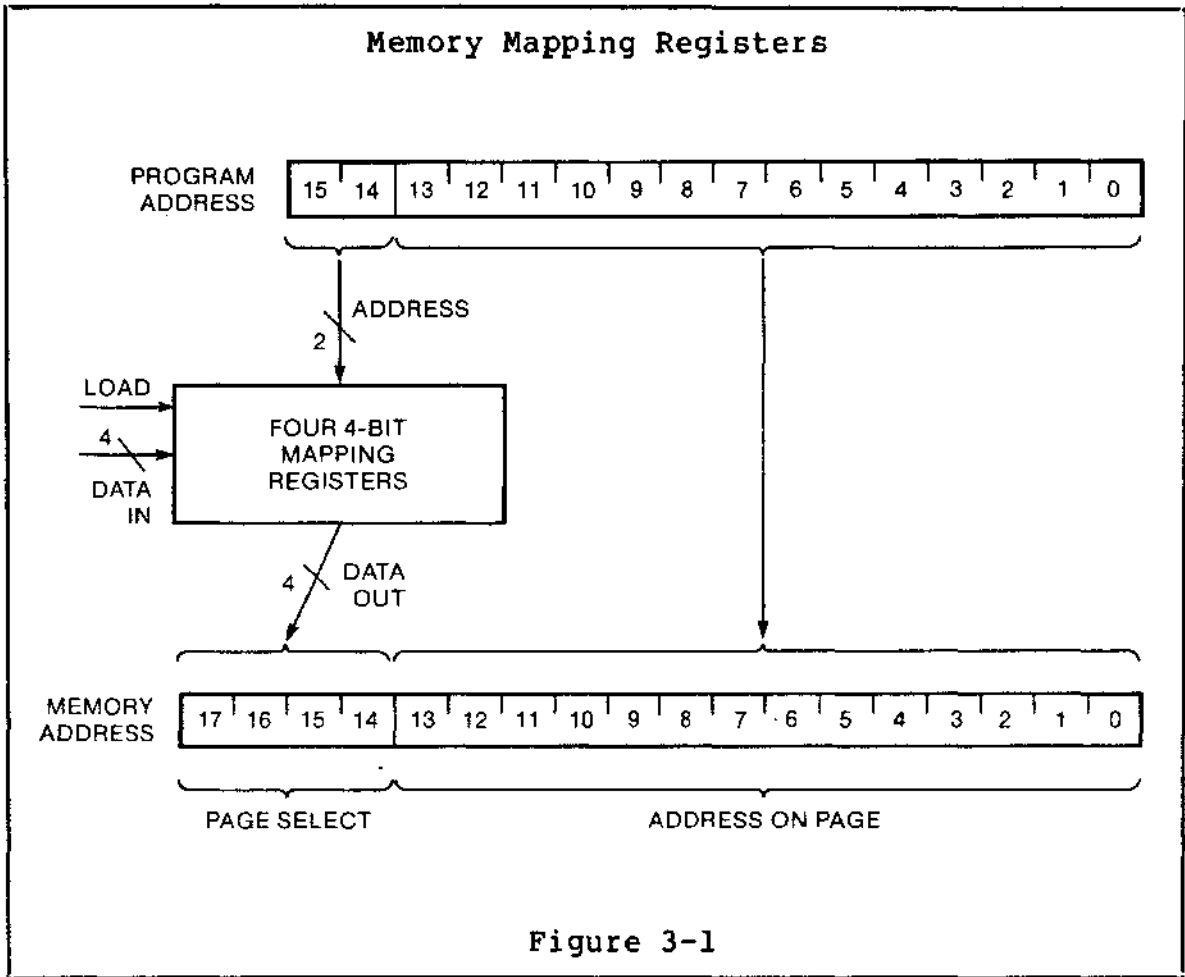 Memory Mapping Registers
PROGRAM
ADDRESS
15 14 13 12 11 10 9 8 7 6 5 4 3 2 1 0
2
ADDRESS
LOAD
4
DATA
IN
FOUR 4-BIT
MAPPING
REGISTERS
4
DATA
OUT
MEMORY
ADDRESS
17 16 15 14 13 12 11 10 9 8 7 6 5 4 3 2 1 0
PAGE SELECT
ADDRESS ON PAGE
Figure 3-1